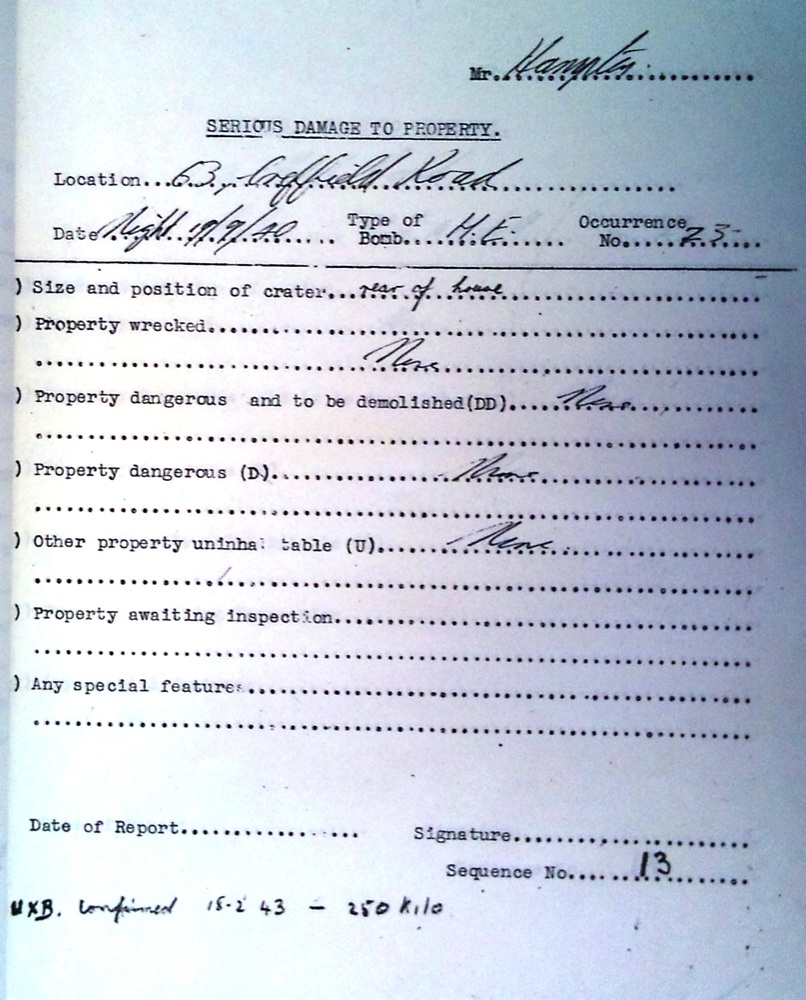 Mr. Hampton
SERIOUS DAMAGE TO PROPERTY.
Location... 63, Creffield Road
Date Night 19/9/40 Type of Bomb.... H.E. Occurrence No..... 23
) Size and position of crater... rear of house
) Property wrecked
None
) Property dangerous and to be demolished(DD)..... None
) Property dangerous (D) None
) Other property uninhabitable (U)..... None
) Property awaiting inspection
) Any special features
Date of Report Signature
Sequence No.... 13
UXB. Confirmed 15-2 43 — 250 Kilo